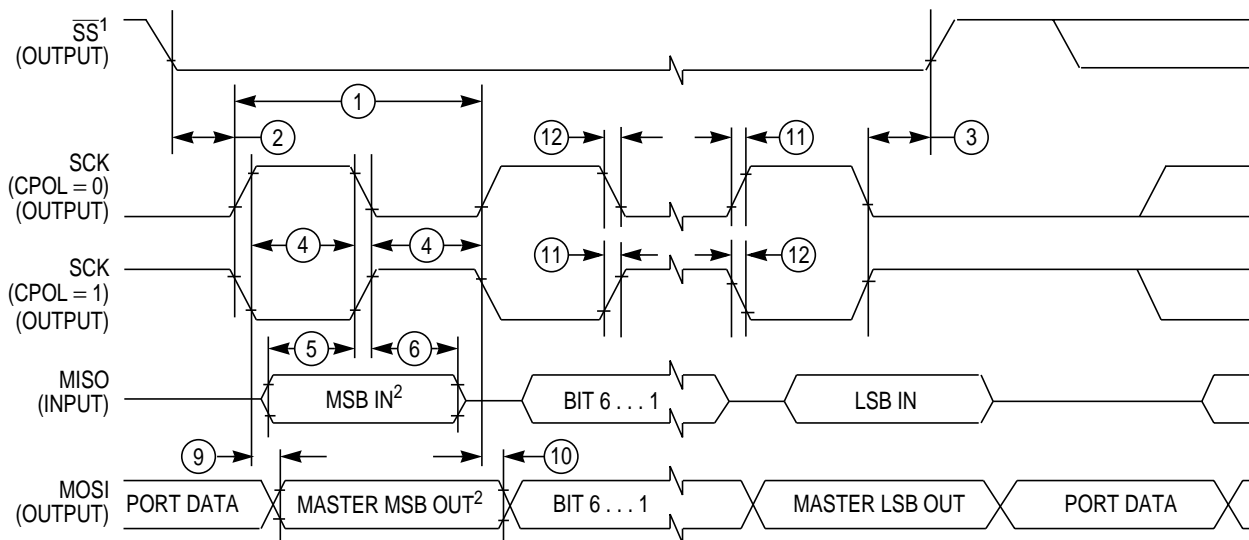 SS¹
(OUTPUT)
1
2
12
11
3
SCK
(CPOL = 0)
(OUTPUT)
4
4
SCK
(CPOL = 1)
(OUTPUT)
11
12
5
6
MISO
(INPUT)
MSB IN²
BIT 6 . . . 1
LSB IN
9
10
MOSI
(OUTPUT)
PORT DATA
MASTER MSB OUT²
BIT 6 . . . 1
MASTER LSB OUT
PORT DATA